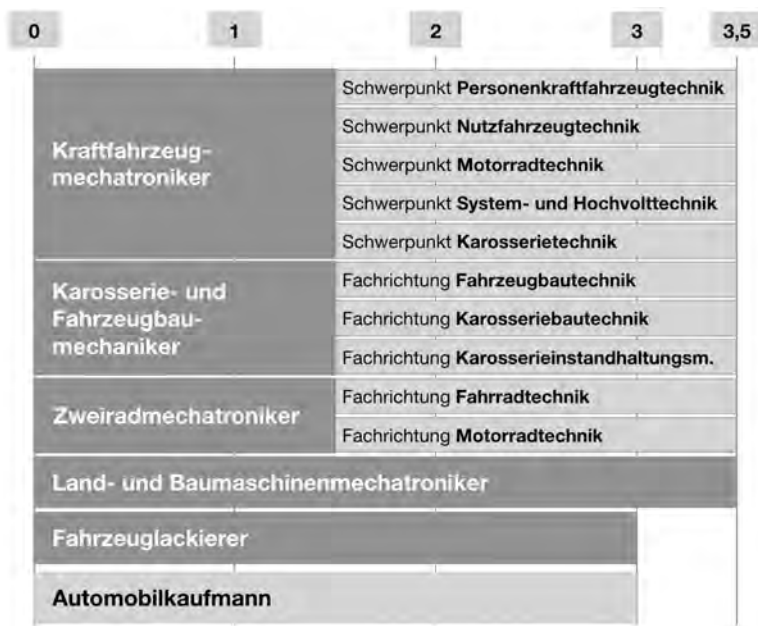 0 1 2 3 3,5
Kraftfahrzeug-
mechatroniker
Schwerpunkt Personenkraftfahrzeugtechnik
Schwerpunkt Nutzfahrzeugtechnik
Schwerpunkt Motorradtechnik
Schwerpunkt System- und Hochvolttechnik
Schwerpunkt Karosserietechnik
Karosserie- und
Fahrzeugbau-
mechaniker
Fachrichtung Fahrzeugbautechnik
Fachrichtung Karosseriebautechnik
Fachrichtung Karosserieinstandhaltungsm.
Zweiradmechatroniker
Fachrichtung Fahrradtechnik
Fachrichtung Motorradtechnik
Land- und Baumaschinenmechatroniker
Fahrzeuglackierer
Automobilkaufmann